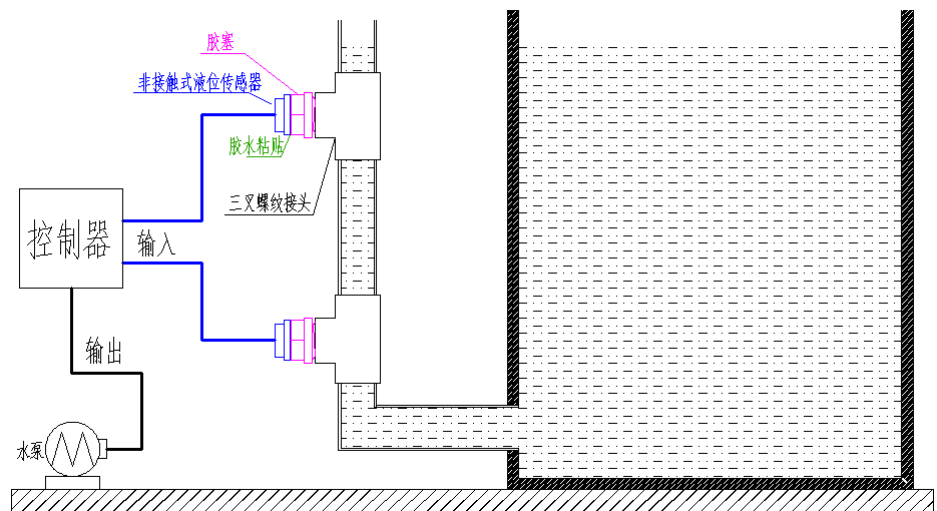 胶塞
非接触式液位传感器
胶水粘贴
三叉螺纹接头
控制器
输入
输出
水泵